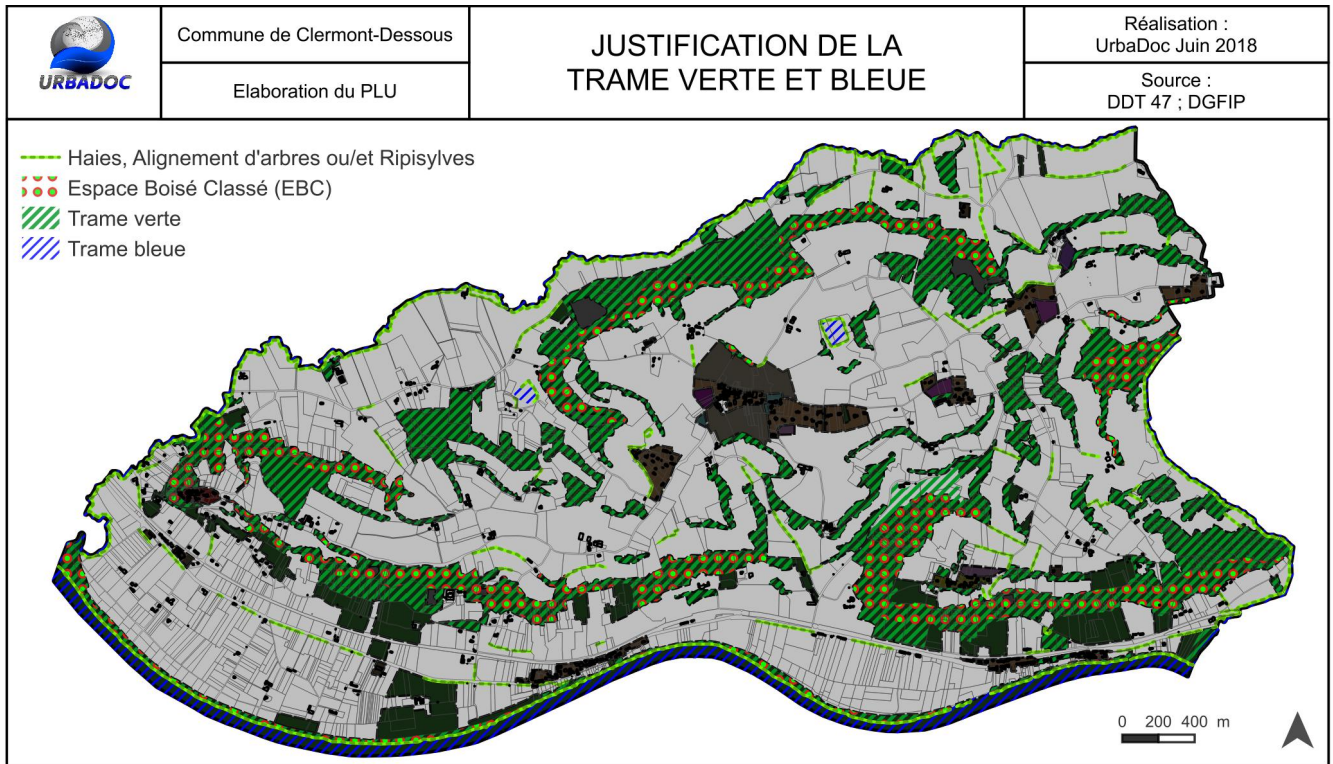 URBADOC
Commune de Clermont-Dessous
Elaboration du PLU
JUSTIFICATION DE LA
TRAME VERTE ET BLEUE
Réalisation :
UrbaDoc Juin 2018
Source :
DDT 47 ; DGFIP
Haies, Alignement d'arbres ou/et Ripisylves
Espace Boisé Classé (EBC)
Trame verte
Trame bleue
0 200 400 m